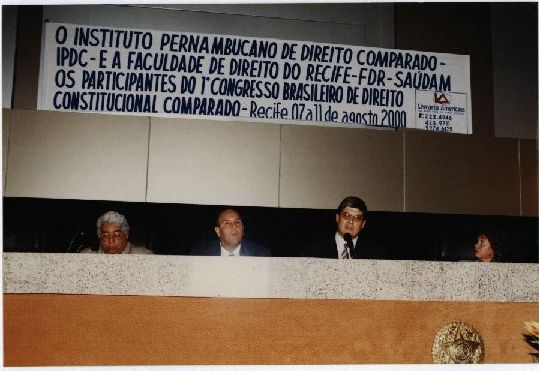 O INSTITUTO PERNAMBUCANO DE DIREITO COMPARADO -
IPDC - E A FACULDADE DE DIREITO DO RECIFE-FDR-SAÚDAM
OS PARTICIPANTES DO 1º CONGRESSO BRASILEIRO DE DIREITO
CONSTITUCIONAL COMPARADO - Recife 07 a 11 de agosto 2000
Livraria Americana